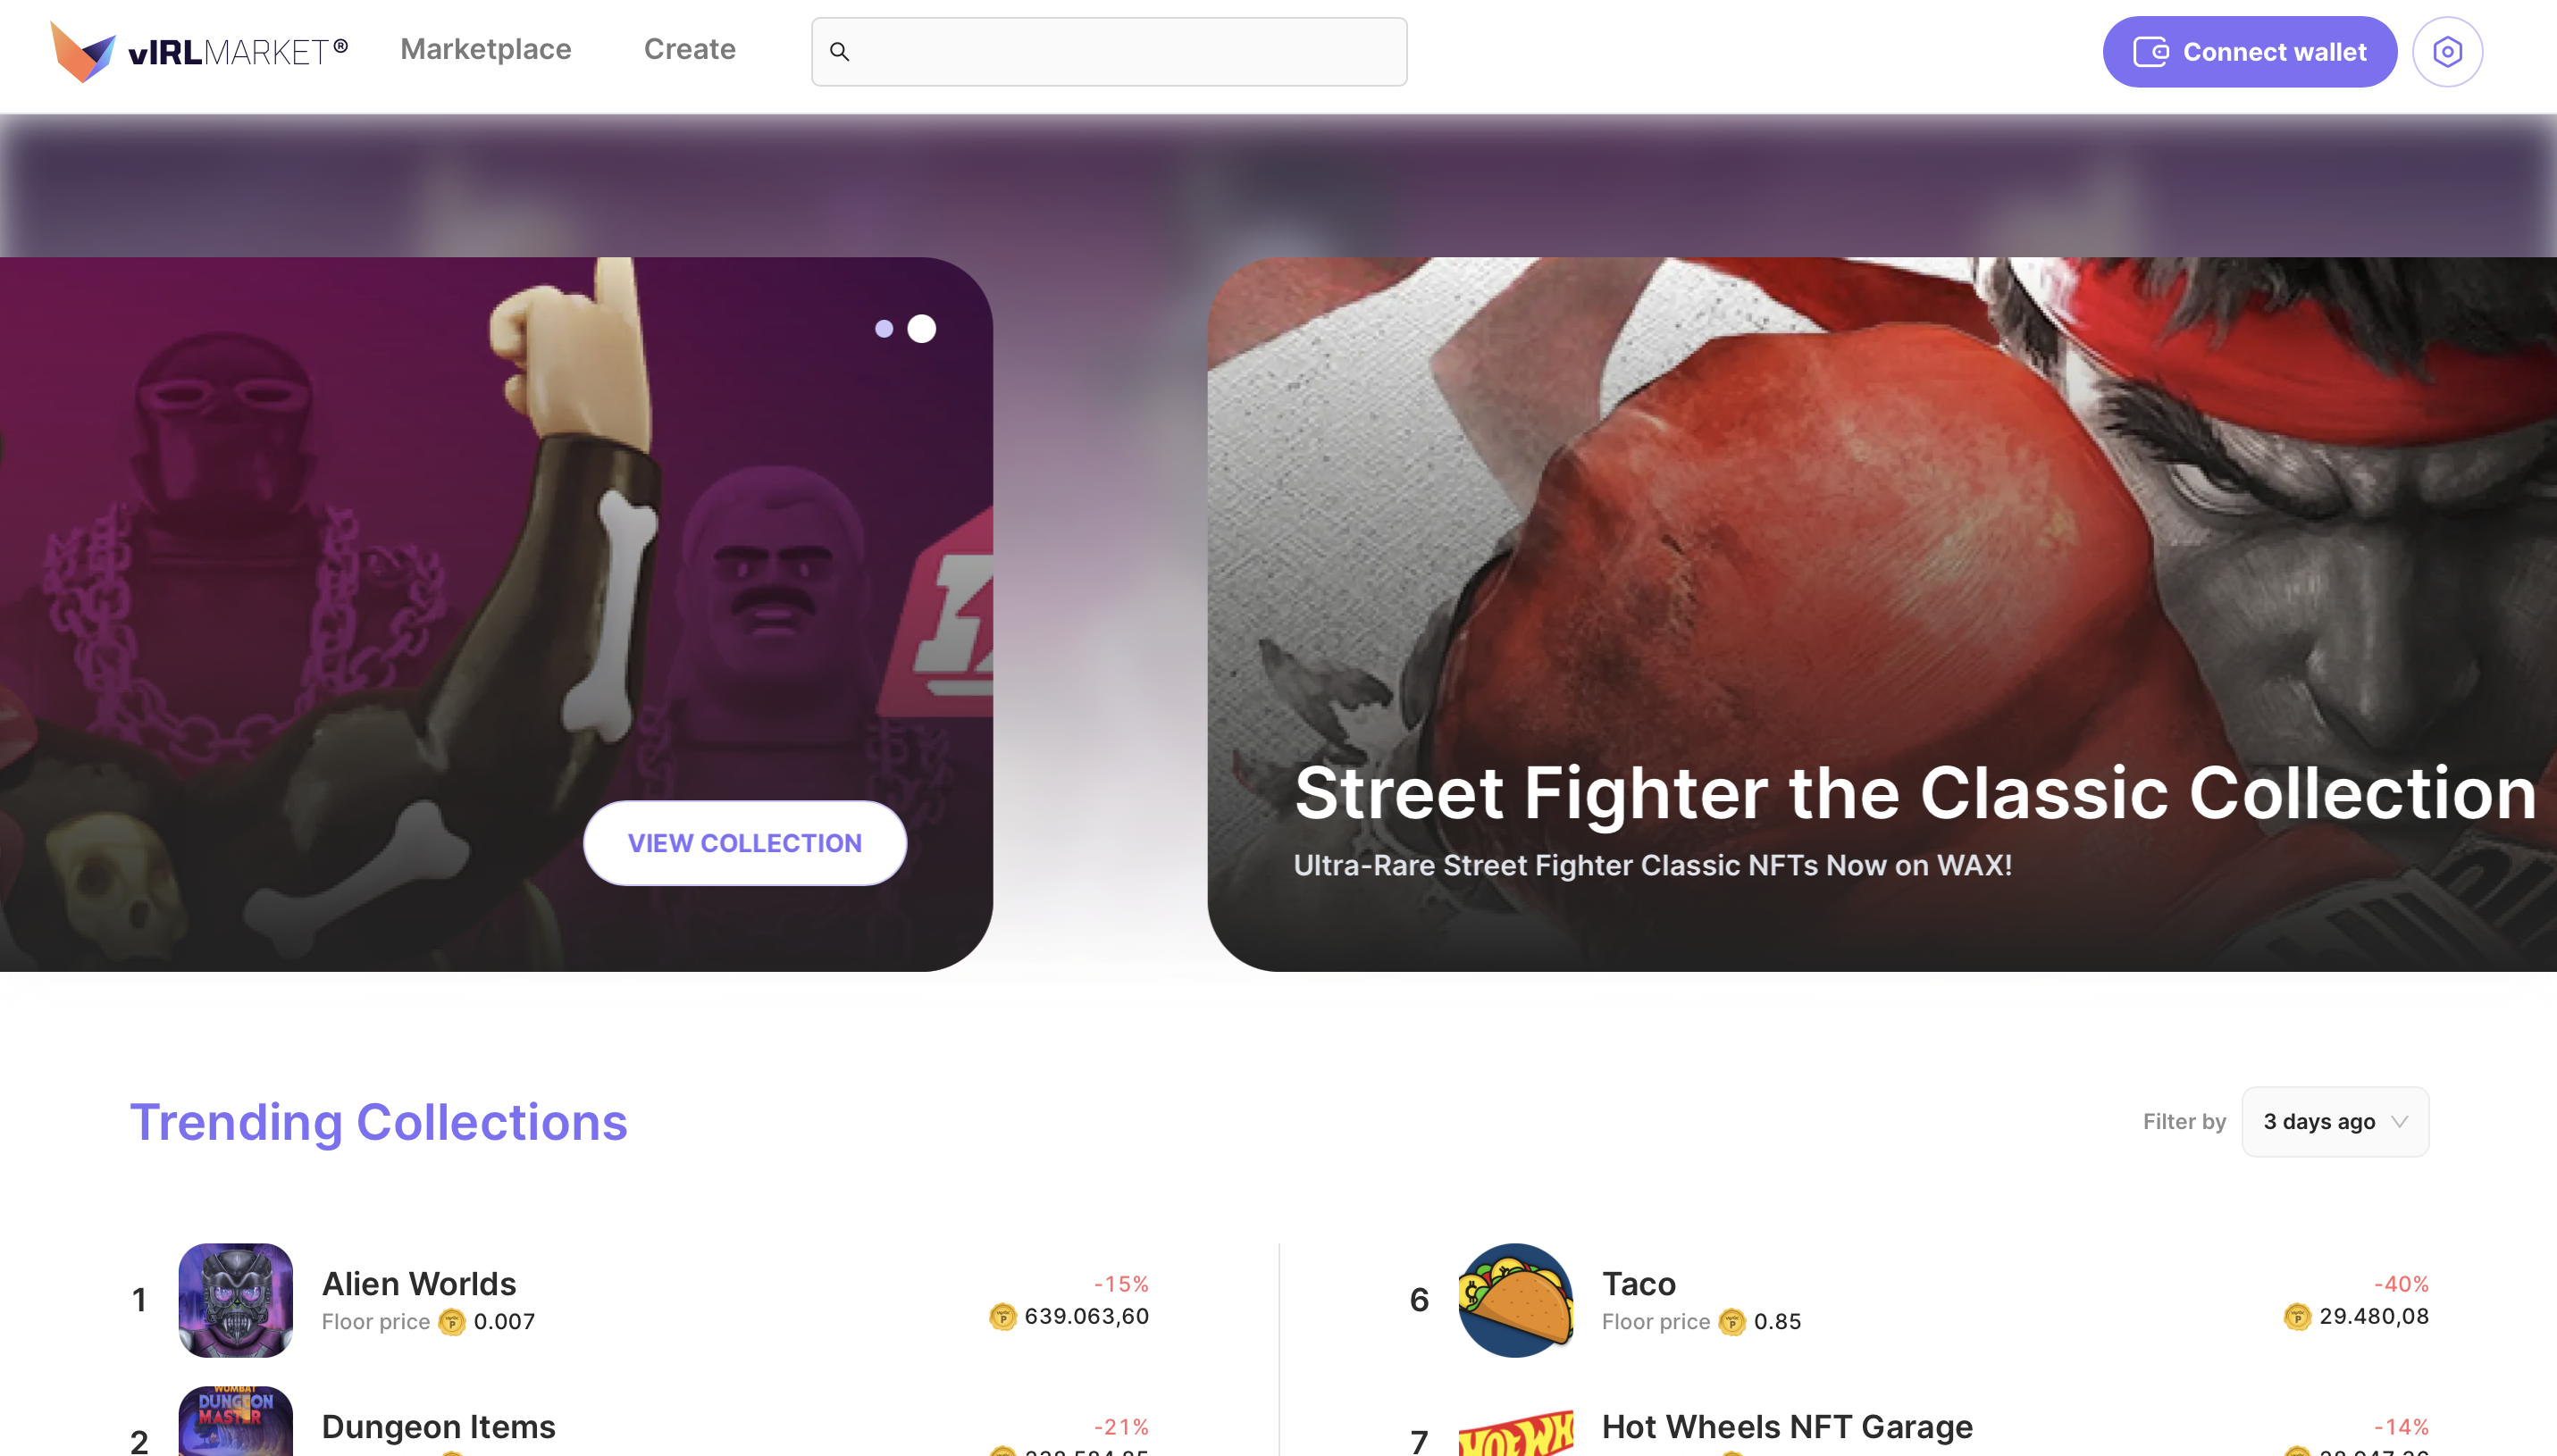 vIRLMARKET®
Marketplace
Create
Connect wallet
VIEW COLLECTION
Street Fighter the Classic Collection
Ultra-Rare Street Fighter Classic NFTs Now on WAX!
Trending Collections
Filter by
3 days ago
1
Alien Worlds
Floor price 0.007
-15%
639.063,60
6
Taco
Floor price 0.85
-40%
29.480,08
2
WOMBAT
DUNGEON
MASTER
Dungeon Items
-21%
7
Hot Wheels NFT Garage
-14%